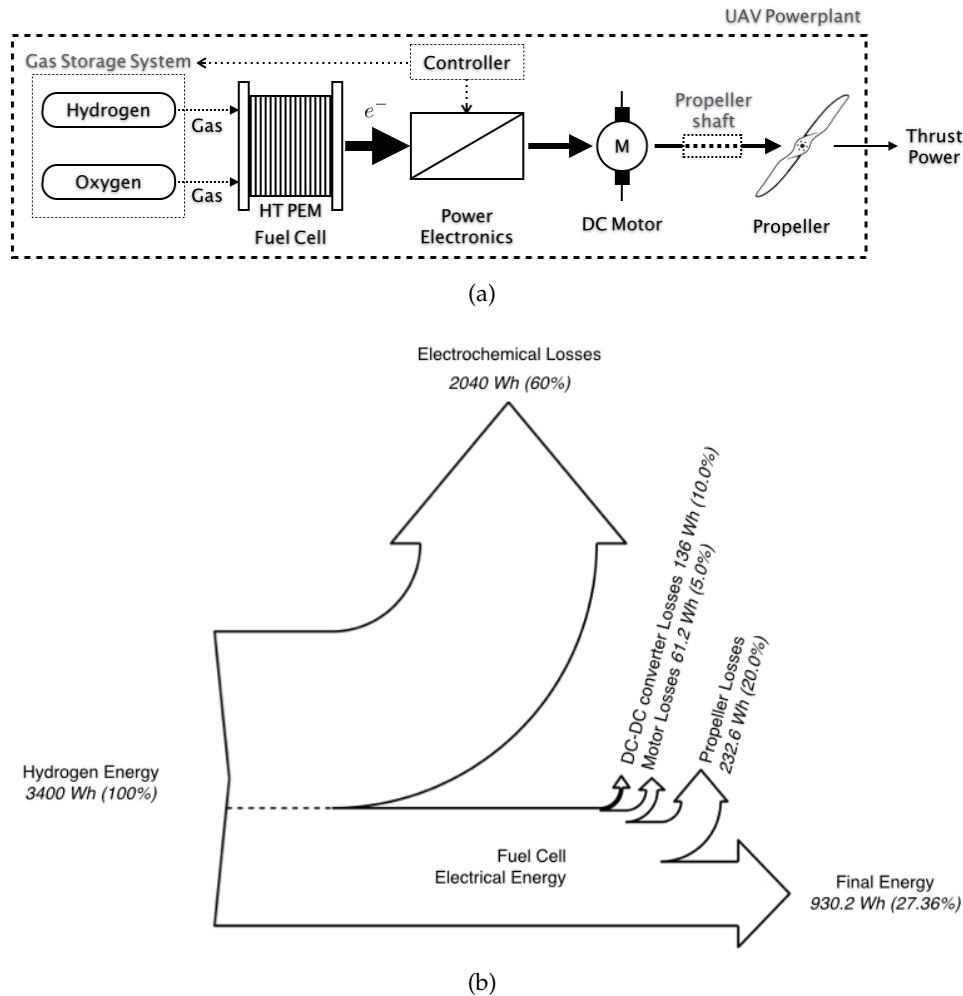 UAV Powerplant
Gas Storage System
Controller
Hydrogen
Gas
Oxygen
Gas
HT PEM
Fuel Cell
e−
Power
Electronics
M
DC Motor
Propeller
shaft
Propeller
Thrust
Power
(a)
Electrochemical Losses
2040 Wh (60%)
DC-DC converter Losses 136 Wh (10.0%)
Motor Losses 61.2 Wh (5.0%)
Propeller Losses
232.6 Wh (20.0%)
Hydrogen Energy
3400 Wh (100%)
Fuel Cell
Electrical Energy
Final Energy
930.2 Wh (27.36%)
(b)